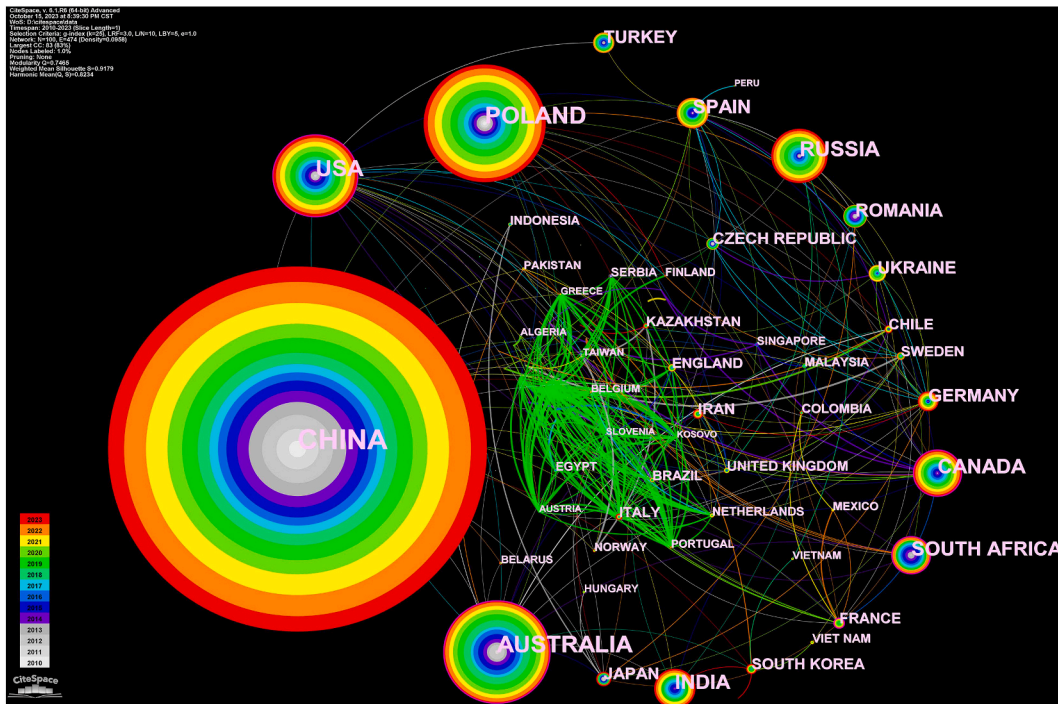 CiteSpace, v. 6.1.R6 (64-bit) Advanced
October 15, 2023 at 8:39:30 PM CST
WoS: D:\citespace\data
Timespan: 2010-2023 (Slice Length=1)
Selection Criteria: g-index (k=25), LRF=3.0, L/N=10, LBY=5, e=1.0
Network: N=100, E=474 (Density=0.0958)
Largest CC: 83 (83%)
Nodes Labeled: 1.0%
Pruning: None
Modularity Q=0.7465
Weighted Mean Silhouette S=0.9179
Harmonic Mean(Q, S)=0.8234
TURKEY
PERU
SPAIN
POLAND
RUSSIA
USA
ROMANIA
INDONESIA
CZECH REPUBLIC
PAKISTAN
SERBIA
FINLAND
UKRAINE
GREECE
KAZAKHSTAN
CHILE
ALGERIA
SINGAPORE
TAIWAN
SWEDEN
ENGLAND
MALAYSIA
BELGIUM
GERMANY
IRAN
COLOMBIA
SLOVENIA
KOSOVO
CHINA
EGYPT
UNITED KINGDOM
CANADA
BRAZIL
AUSTRIA
ITALY
NETHERLANDS
MEXICO
NORWAY
PORTUGAL
SOUTH AFRICA
BELARUS
VIETNAM
HUNGARY
FRANCE
VIET NAM
AUSTRALIA
SOUTH KOREA
JAPAN
INDIA
2023
2022
2021
2020
2019
2018
2017
2016
2015
2014
2013
2012
2011
2010
CiteSpace